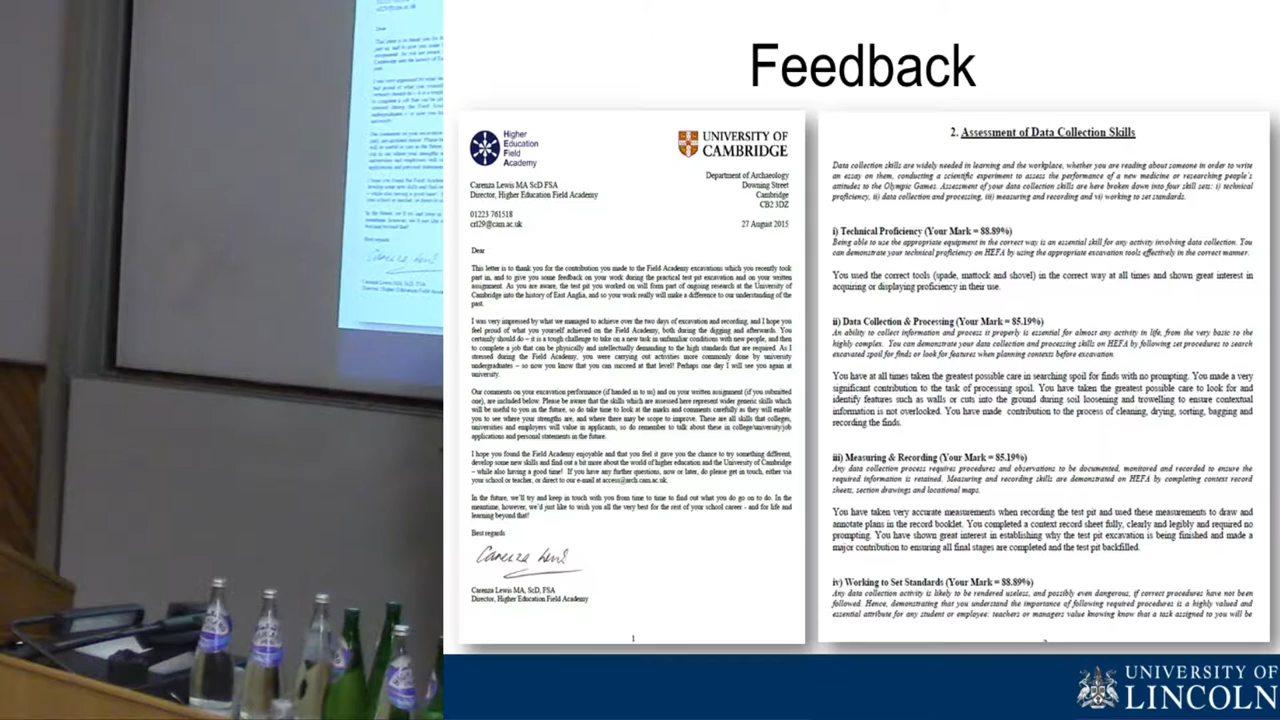 Feedback
Higher
Education
Field
Academy
UNIVERSITY OF
CAMBRIDGE
Carenza Lewis MA ScD FSA
Director, Higher Education Field Academy
01223 761518
crl29@cam.ac.uk
Department of Archaeology
Downing Street
Cambridge
CB2 3DZ
27 August 2015
Dear
This letter is to thank you for the contribution you made to the Field Academy excavations which you recently took
part in, and to give you some feedback on your work during the practical test pit excavation and on your written
assignment. As you are aware, the test pit you worked on will form part of ongoing research at the University of
Cambridge into the history of East Anglia, and so your work really will make a difference to our understanding of the
past.
I was very impressed by what we managed to achieve over the two days of excavation and recording, and I hope you
feel proud of what you yourself achieved on the Field Academy, both during the digging and afterwards. You
certainly should do – it is a tough challenge to take on a new task in unfamiliar conditions with new people, and then
to complete a job that can be physically and intellectually demanding to the high standards that are required. As I
stressed during the Field Academy, you were carrying out activities more commonly done by university
undergraduates – so now you know that you can succeed at that level! Perhaps one day I will see you again at
university.
Our comments on your excavation performance (if handed in to us) and on your written assignment (if you submitted
one), are included below. Please be aware that the skills which are assessed here represent wider generic skills which
will be useful to you in the future, so do take time to look at the marks and comments carefully as they will enable
you to see where your strengths are, and where there may be scope to improve. These are all skills that colleges,
universities and employers will value in applicants, so do remember to talk about these in college/university/job
applications and personal statements in the future.
I hope you found the Field Academy enjoyable and that you feel it gave you the chance to try something different,
develop some new skills and find out a bit more about the world of higher education and the University of Cambridge
– while also having a good time! If you have any further questions, now or later, do please get in touch, either via
your school or teacher, or direct to our e-mail at access@arch.cam.ac.uk.
In the future, we'll try and keep in touch with you from time to time to find out what you do go on to do. In the
meantime, however, we'd just like to wish you all the very best for the rest of your school career - and for life and
learning beyond that!
Best regards
Carenza Lewis MA, ScD, FSA
Director, Higher Education Field Academy
1
2. Assessment of Data Collection Skills
Data collection skills are widely needed in learning and the workplace, whether you are reading about someone in order to write
an essay on them, conducting a scientific experiment to assess the performance of a new medicine or researching people's
attitudes to the Olympic Games. Assessment of your data collection skills are here broken down into four skill sets: i) technical
proficiency, ii) data collection and processing, iii) measuring and recording and vi) working to set standards.
i) Technical Proficiency (Your Mark = 88.89%)
Being able to use the appropriate equipment in the correct way is an essential skill for any activity involving data collection. You
can demonstrate your technical proficiency on HEFA by using the appropriate excavation tools effectively in the correct manner.
You used the correct tools (spade, mattock and shovel) in the correct way at all times and shown great interest in
acquiring or displaying proficiency in their use.
ii) Data Collection & Processing (Your Mark = 85.19%)
An ability to collect information and process it properly is essential for almost any activity in life, from the very basic to the
highly complex. You can demonstrate your data collection and processing skills on HEFA by following set procedures to search
excavated spoil for finds or look for features when planning contexts before excavation.
You have at all times taken the greatest possible care in searching spoil for finds with no prompting. You made a very
significant contribution to the task of processing spoil. You have taken the greatest possible care to look for and
identify features such as walls or cuts into the ground during soil loosening and trowelling to ensure contextual
information is not overlooked. You have made contribution to the process of cleaning, drying, sorting, bagging and
recording the finds.
iii) Measuring & Recording (Your Mark = 85.19%)
Any data collection process requires procedures and observations to be documented, monitored and recorded to ensure the
required information is retained. Measuring and recording skills are demonstrated on HEFA by completing context record
sheets, section drawings and locational maps.
You have taken very accurate measurements when recording the test pit and used these measurements to draw and
annotate plans in the record booklet. You completed a context record sheet fully, clearly and legibly and required no
prompting. You have shown great interest in establishing why the test pit excavation is being finished and made a
major contribution to ensuring all final stages are completed and the test pit backfilled.
iv) Working to Set Standards (Your Mark = 88.89%)
Any data collection activity is likely to be rendered useless, and possibly even dangerous, if correct procedures have not been
followed. Hence, demonstrating that you understand the importance of following required procedures is a highly valued and
essential attribute for any student or employee: teachers or managers value knowing know that a task assigned to you will be
UNIVERSITY OF
LINCOLN